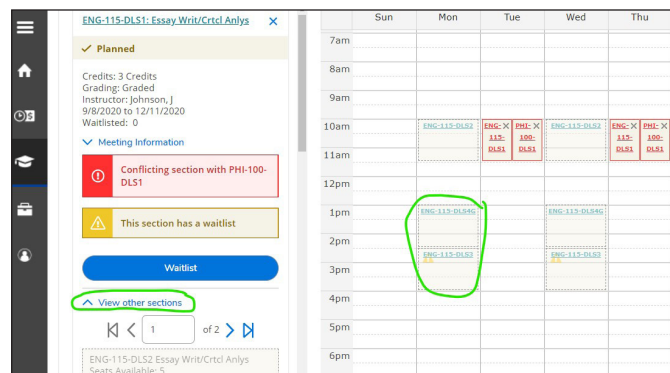 ENG-115-DLS1: Essay Writ/Crtcl Anlys
Planned
Credits: 3 Credits
Grading: Graded
Instructor: Johnson, J
9/8/2020 to 12/11/2020
Waitlisted: 0
Meeting Information
Conflicting section with PHI-100-
DLS1
This section has a waitlist
Waitlist
View other sections
1 of 2
ENG-115-DLS2 Essay Writ/Crtcl Anlys
Seats Available: 5
Sun Mon Tue Wed Thu
7am
8am
9am
10am
11am
12pm
1pm
2pm
3pm
4pm
5pm
6pm
ENG-115-DLS2
ENG-
115-
DLS1
PHI-
100-
DLS1
ENG-115-DLS2
ENG-
115-
DLS1
PHI-
100-
DLS1
ENG-115-DLS4G
ENG-115-DLS4G
ENG-115-DLS3
ENG-115-DLS3